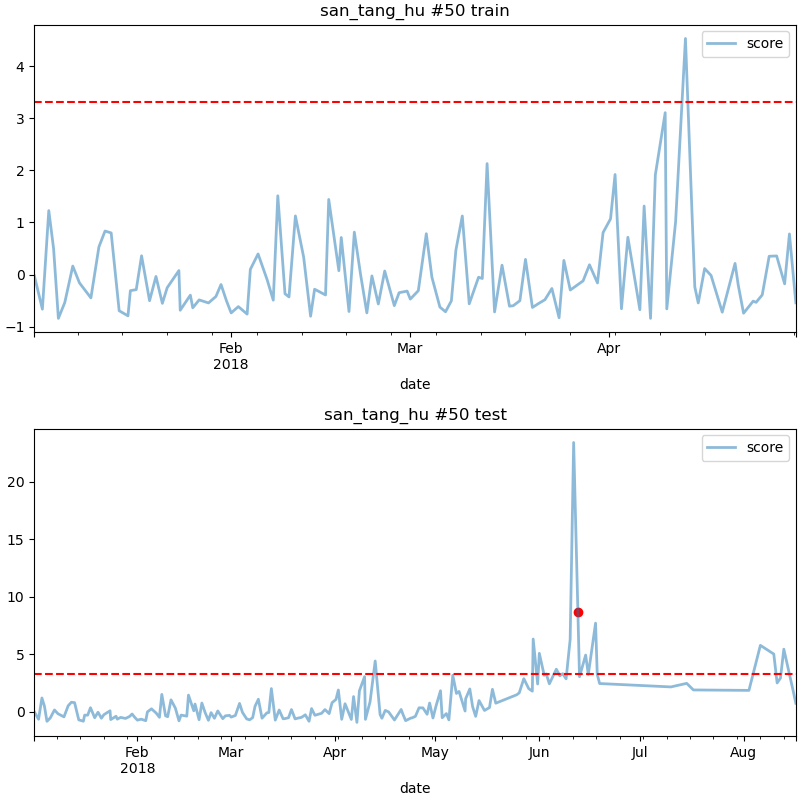 san_tang_hu #50 train
score
4
3
2
1
0
−1
Feb
2018
Mar
Apr
date
san_tang_hu #50 test
score
20
15
10
5
0
Feb
2018
Mar
Apr
May
Jun
Jul
Aug
date